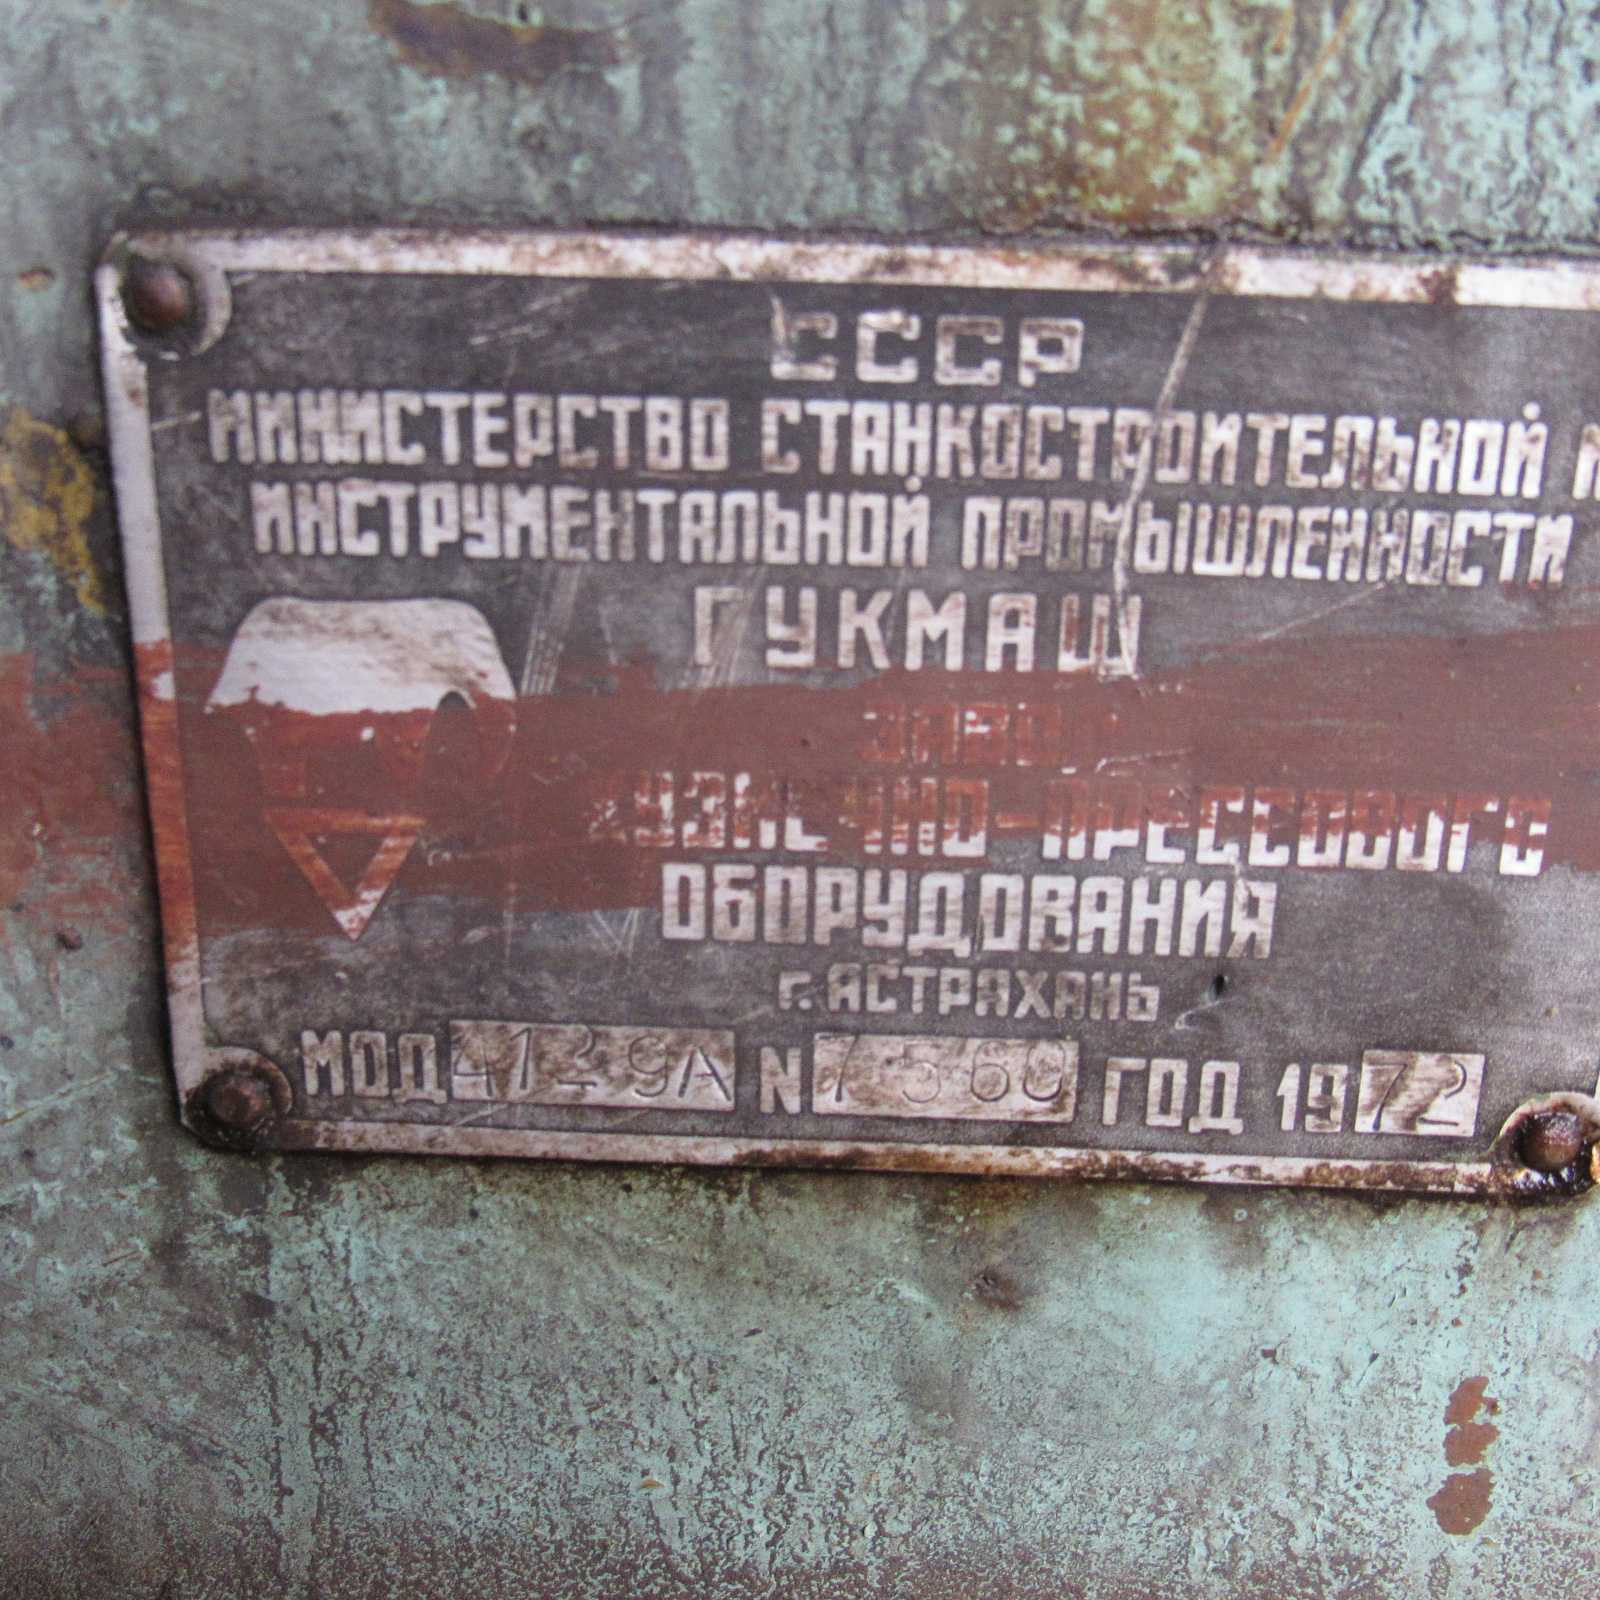 СССР
МИНИСТЕРСТВО СТАНКОСТРОИТЕЛЬНОЙ И
ИНСТРУМЕНТАЛЬНОЙ ПРОМЫШЛЕННОСТИ
ГУКМАШ
ЗАВОД
КУЗНЕЧНО-ПРЕССОВОГО
ОБОРУДОВАНИЯ
г. АСТРАХАНЬ
МОД 4129А N 7560 ГОД 1972